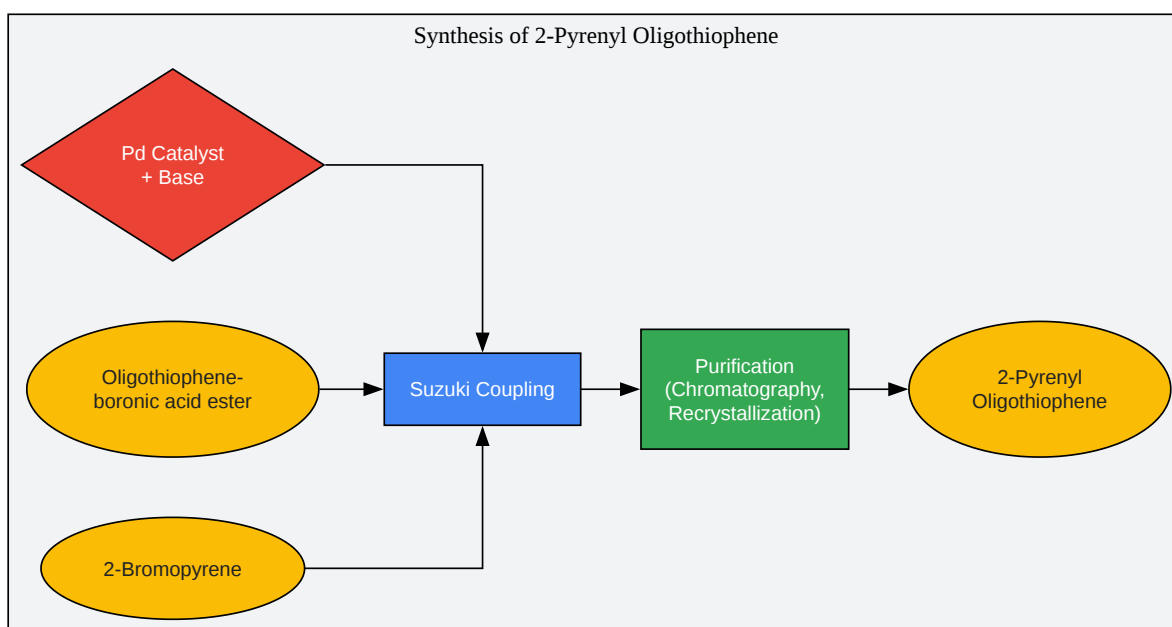 Synthesis of 2-Pyrenyl Oligothiophene
Pd Catalyst
+ Base
Oligothiophene-
boronic acid ester
2-Bromopyrene
Suzuki Coupling
Purification
(Chromatography,
Recrystallization)
2-Pyrenyl
Oligothiophene